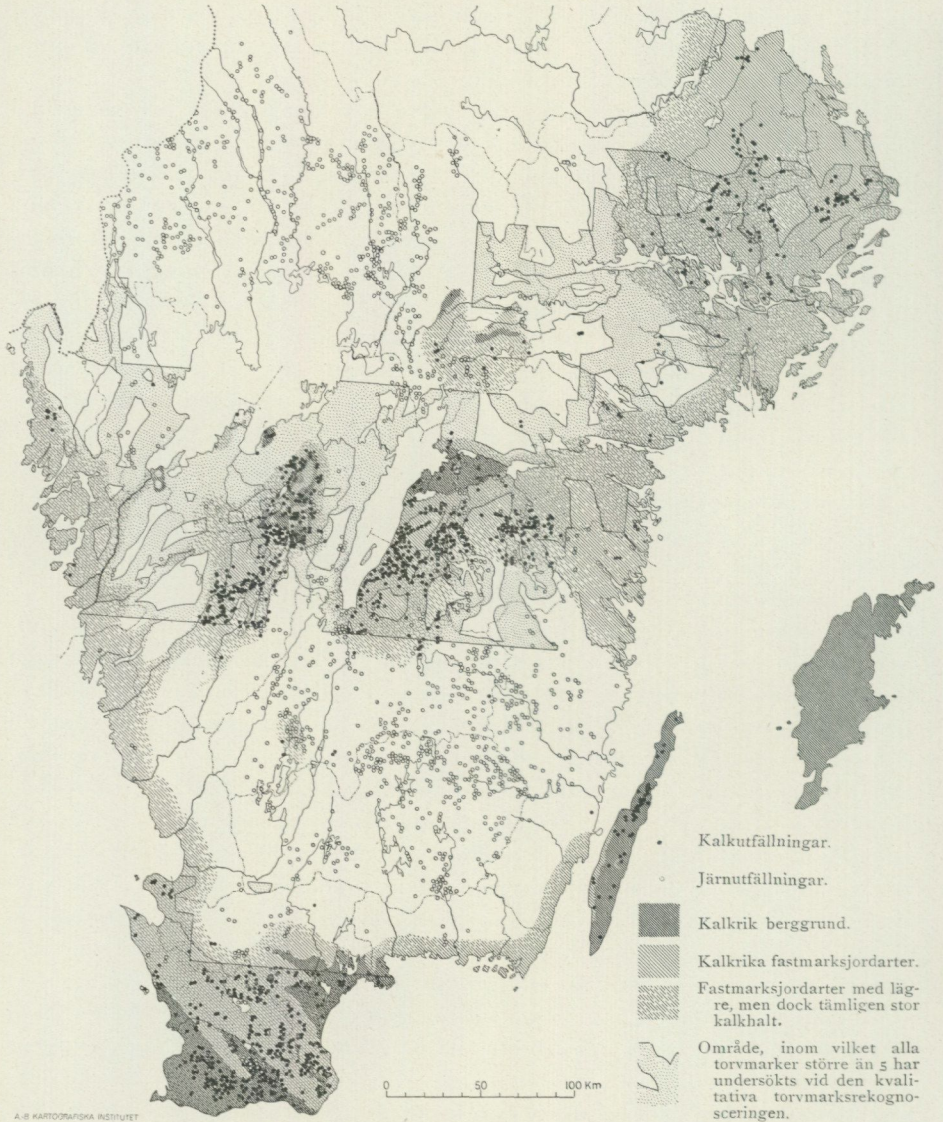 Kalkutfällningar.
Järnutfällningar.
Kalkrik berggrund.
Kalkrika fastmarksjordarter.
Fastmarksjordarter med läg-
re, men dock tämligen stor
kalkhalt.
Område, inom vilket alla
torvmarker större än 5 har
undersökts vid den kvali-
tativa torvmarksrekogno-
sceringen.
0 50 100 Km
A.-B KARTOGRAFISKA INSTITUTET